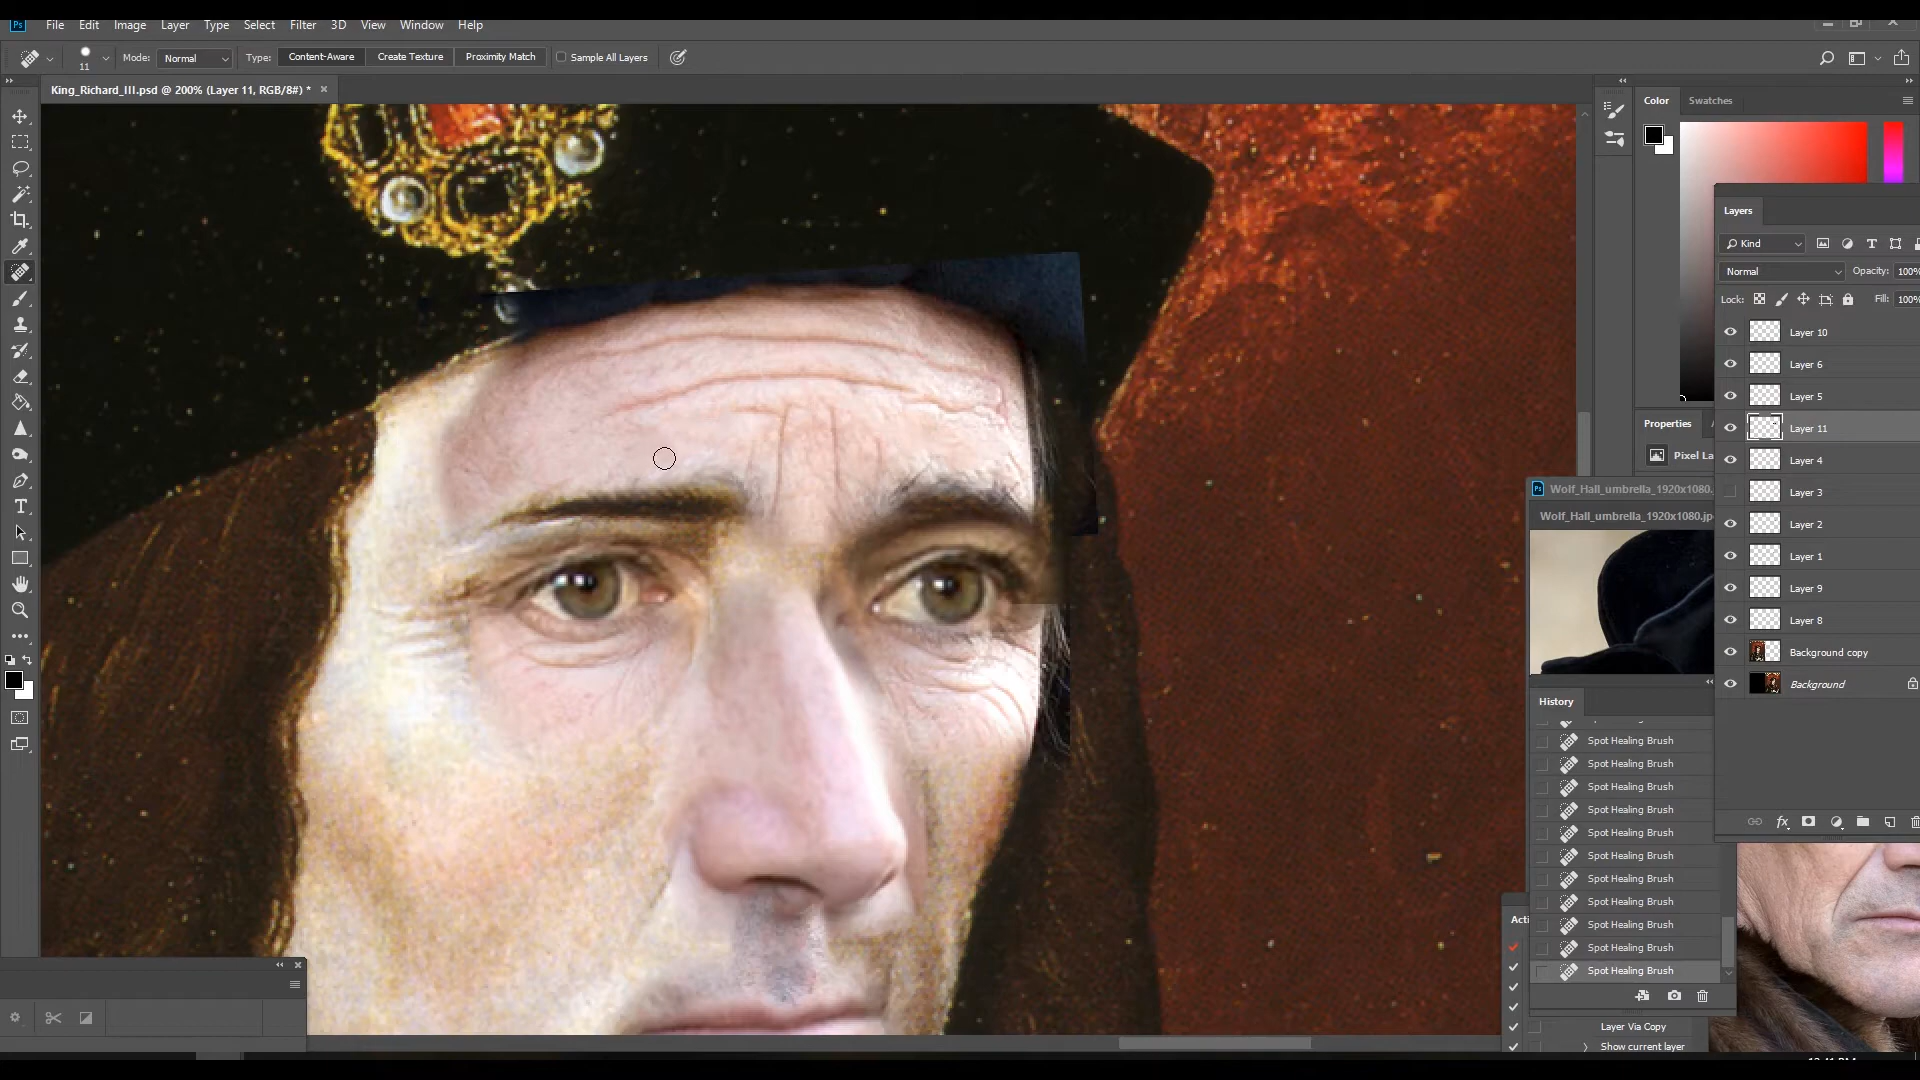 Ps File Edit Image Layer Type Select Filter 3D View Window Help
11 Mode: Normal Type: Content-Aware Create Texture Proximity Match Sample All Layers
King_Richard_III.psd @ 200% (Layer 11, RGB/8#) * ×
Color Swatches
Layers
Kind
Normal Opacity: 100%
Lock: Fill: 100%
Layer 10
Layer 6
Layer 5
Layer 11
Layer 4
Layer 3
Layer 2
Layer 1
Layer 9
Layer 8
Background copy
Background
Properties
Pixel La
Ps Wolf_Hall_umbrella_1920x1080.
Wolf_Hall_umbrella_1920x1080.jp
History
Spot Healing Brush
Spot Healing Brush
Spot Healing Brush
Spot Healing Brush
Spot Healing Brush
Spot Healing Brush
Spot Healing Brush
Spot Healing Brush
Spot Healing Brush
Spot Healing Brush
Spot Healing Brush
Acti
Layer Via Copy
Show current layer